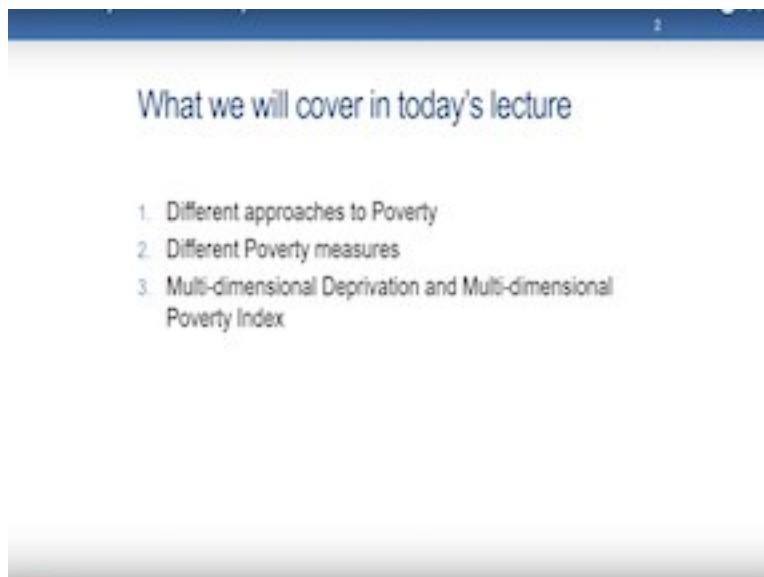 2
What we will cover in today's lecture
1. Different approaches to Poverty
2. Different Poverty measures
3. Multi-dimensional Deprivation and Multi-dimensional
Poverty Index